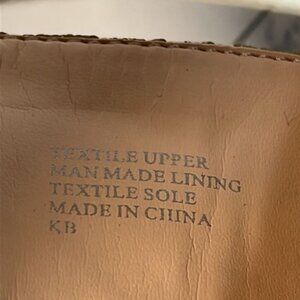 TEXTILE UPPER
MAN MADE LINING
TEXTILE SOLE
MADE IN CHINA
KB